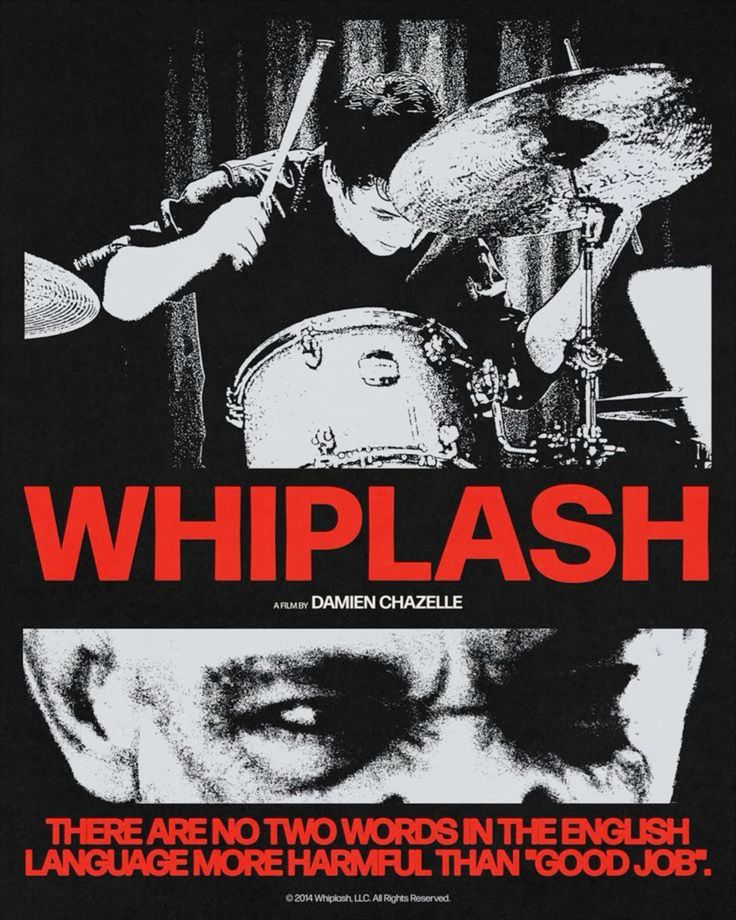 WHIPLASH
A FILM BY DAMIEN CHAZELLE
THERE ARE NO TWO WORDS IN THE ENGLISH
LANGUAGE MORE HARMFUL THAN "GOOD JOB".
© 2014 Whiplash, LLC. All Rights Reserved.